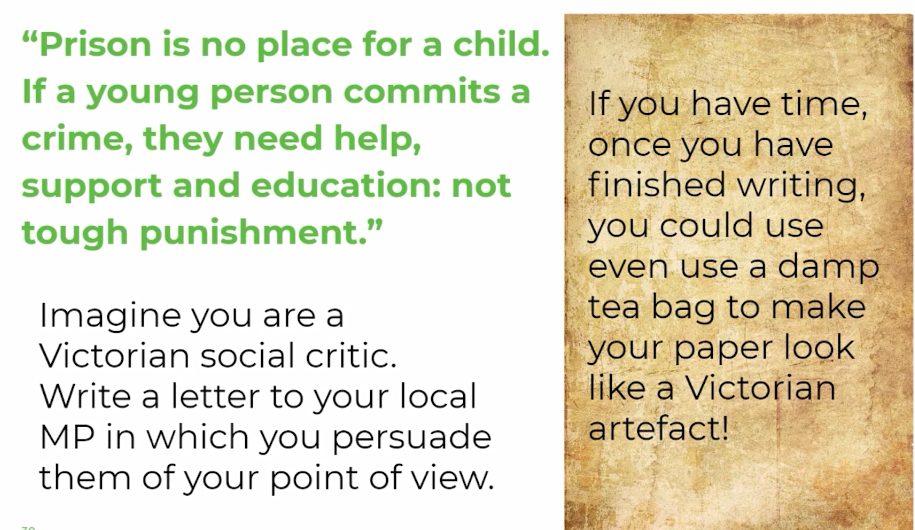 “Prison is no place for a child.
If a young person commits a
crime, they need help,
support and education: not
tough punishment.”
Imagine you are a
Victorian social critic.
Write a letter to your local
MP in which you persuade
them of your point of view.
If you have time,
once you have
finished writing,
you could use
even use a damp
tea bag to make
your paper look
like a Victorian
artefact!